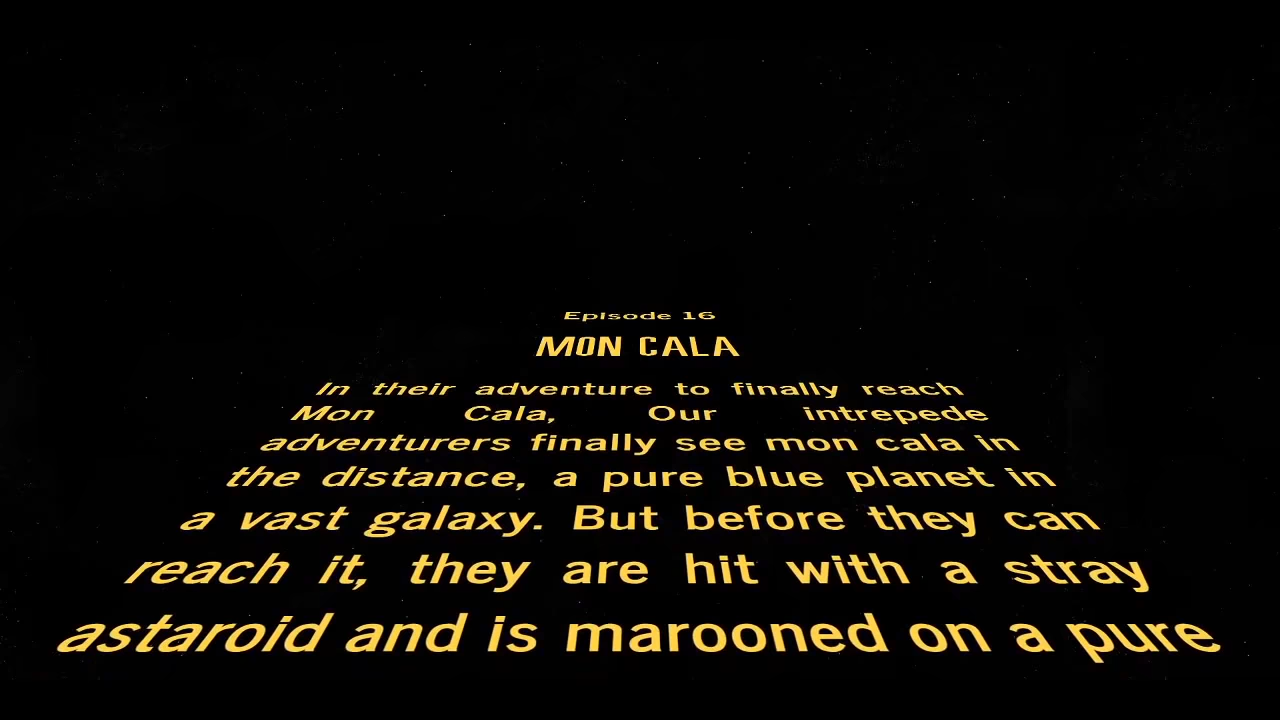 Episode 16
MON CALA
In their adventure to finally reach
Mon Cala, Our intrepede
adventurers finally see mon cala in
the distance, a pure blue planet in
a vast galaxy. But before they can
reach it, they are hit with a stray
astaroid and is marooned on a pure